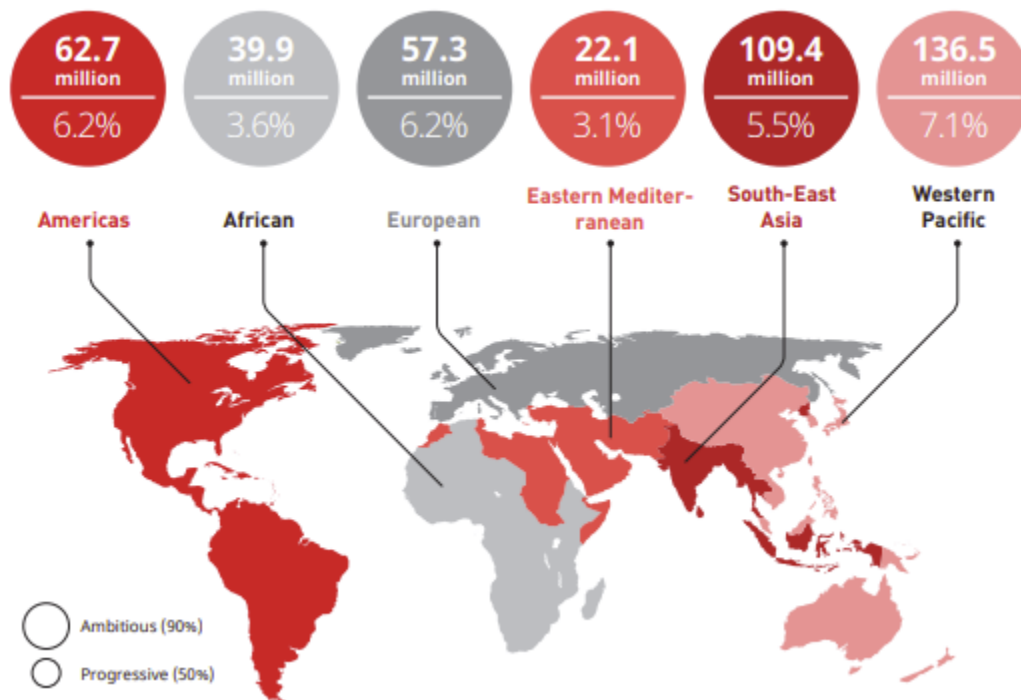 62.7
million
6.2%
39.9
million
3.6%
57.3
million
6.2%
22.1
million
3.1%
109.4
million
5.5%
136.5
million
7.1%
Americas
African
European
Eastern Mediter-
ranean
South-East
Asia
Western
Pacific
Ambitious (90%)
Progressive (50%)